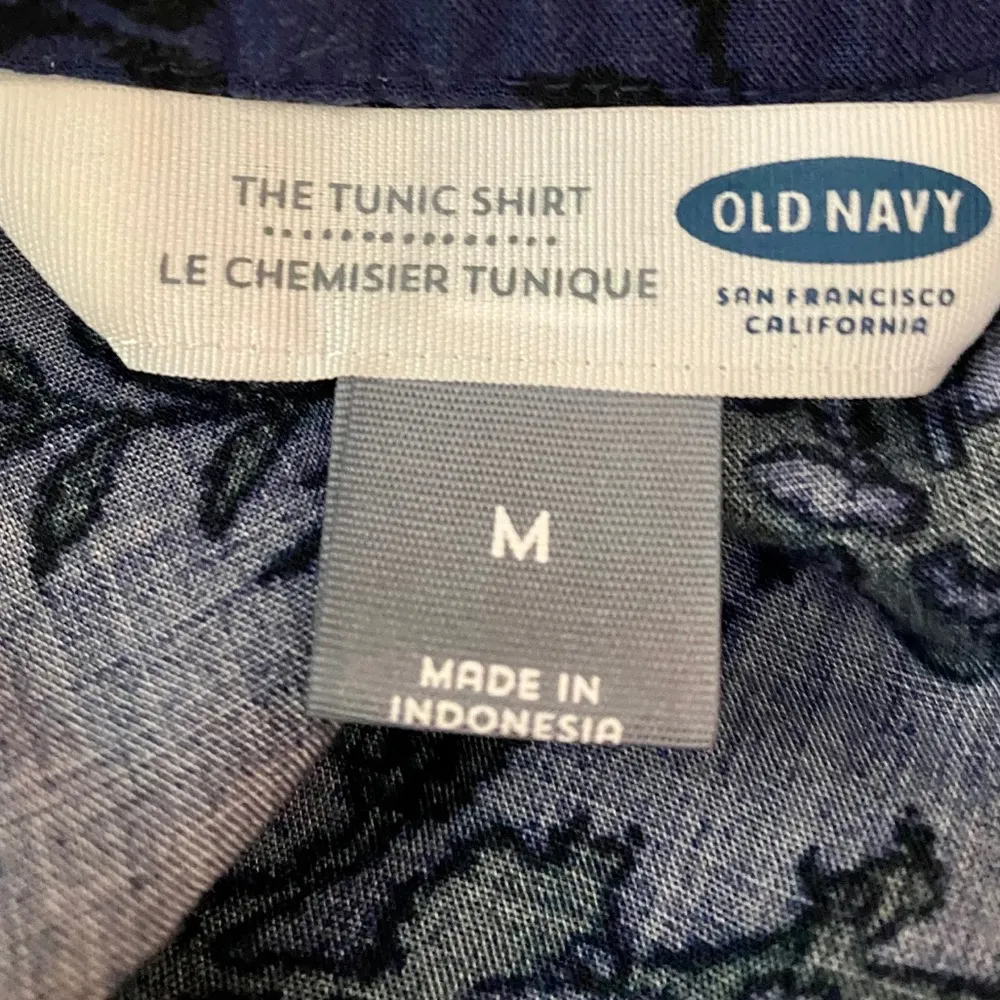 THE TUNIC SHIRT
LE CHEMISIER TUNIQUE
OLD NAVY
SAN FRANCISCO
CALIFORNIA
M
MADE IN
INDONESIA